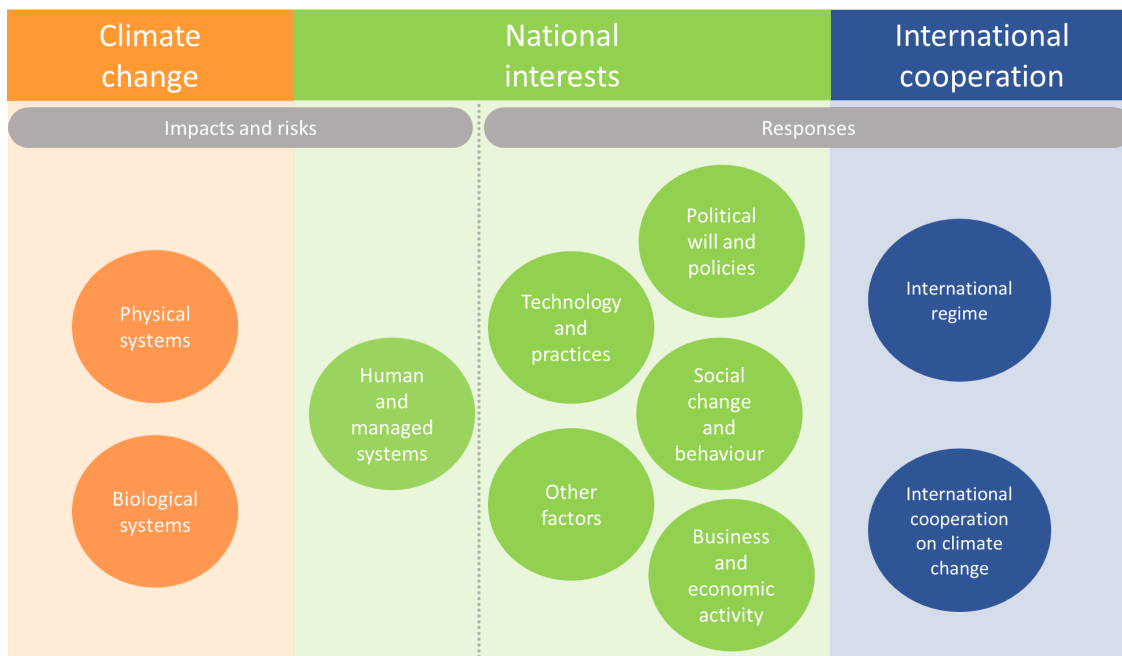 Climate
change
National
interests
International
cooperation
Impacts and risks
Responses
Physical
systems
Biological
systems
Human
and
managed
systems
Technology
and
practices
Other
factors
Political
will and
policies
Social
change
and
behaviour
Business
and
economic
activity
International
regime
International
cooperation
on climate
change